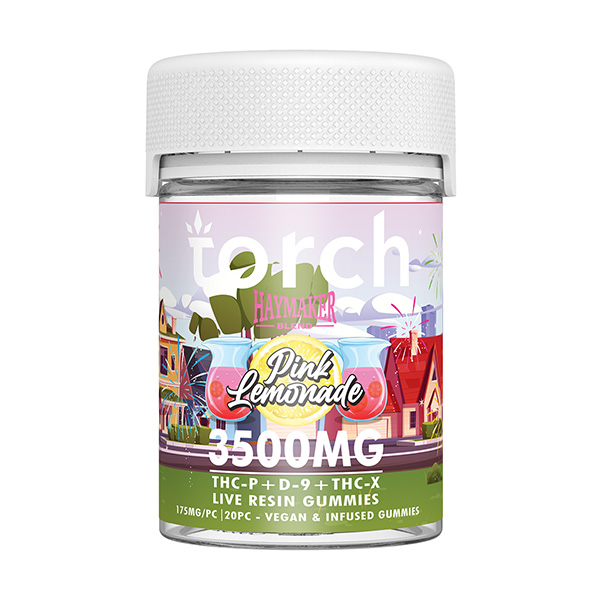 torch
HAYMAKER
BLEND
Pink
Lemonade
3500MG
THC-P+D-9+THC-X
LIVE RESIN GUMMIES
175MG/PC | 20PC - VEGAN & INFUSED GUMMIES